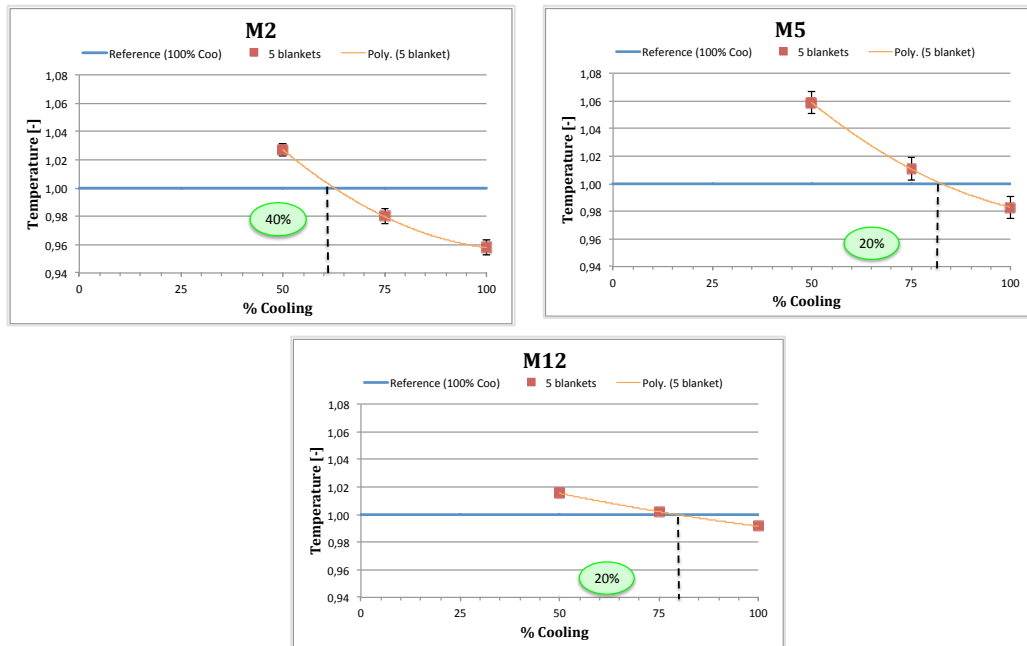 M2
Reference (100% Coo) 5 blankets Poly. (5 blanket)
1,08
1,06
1,04
1,02
1,00
0,98
0,96
0,94
Temperature [-]
40%
0 25 50 75 100
% Cooling
M5
Reference (100% Coo) 5 blankets Poly. (5 blanket)
1,08
1,06
1,04
1,02
1,00
0,98
0,96
0,94
Temperature [-]
20%
0 25 50 75 100
% Cooling
M12
Reference (100% Coo) 5 blankets Poly. (5 blanket)
1,08
1,06
1,04
1,02
1,00
0,98
0,96
0,94
Temperature [-]
20%
0 25 50 75 100
% Cooling